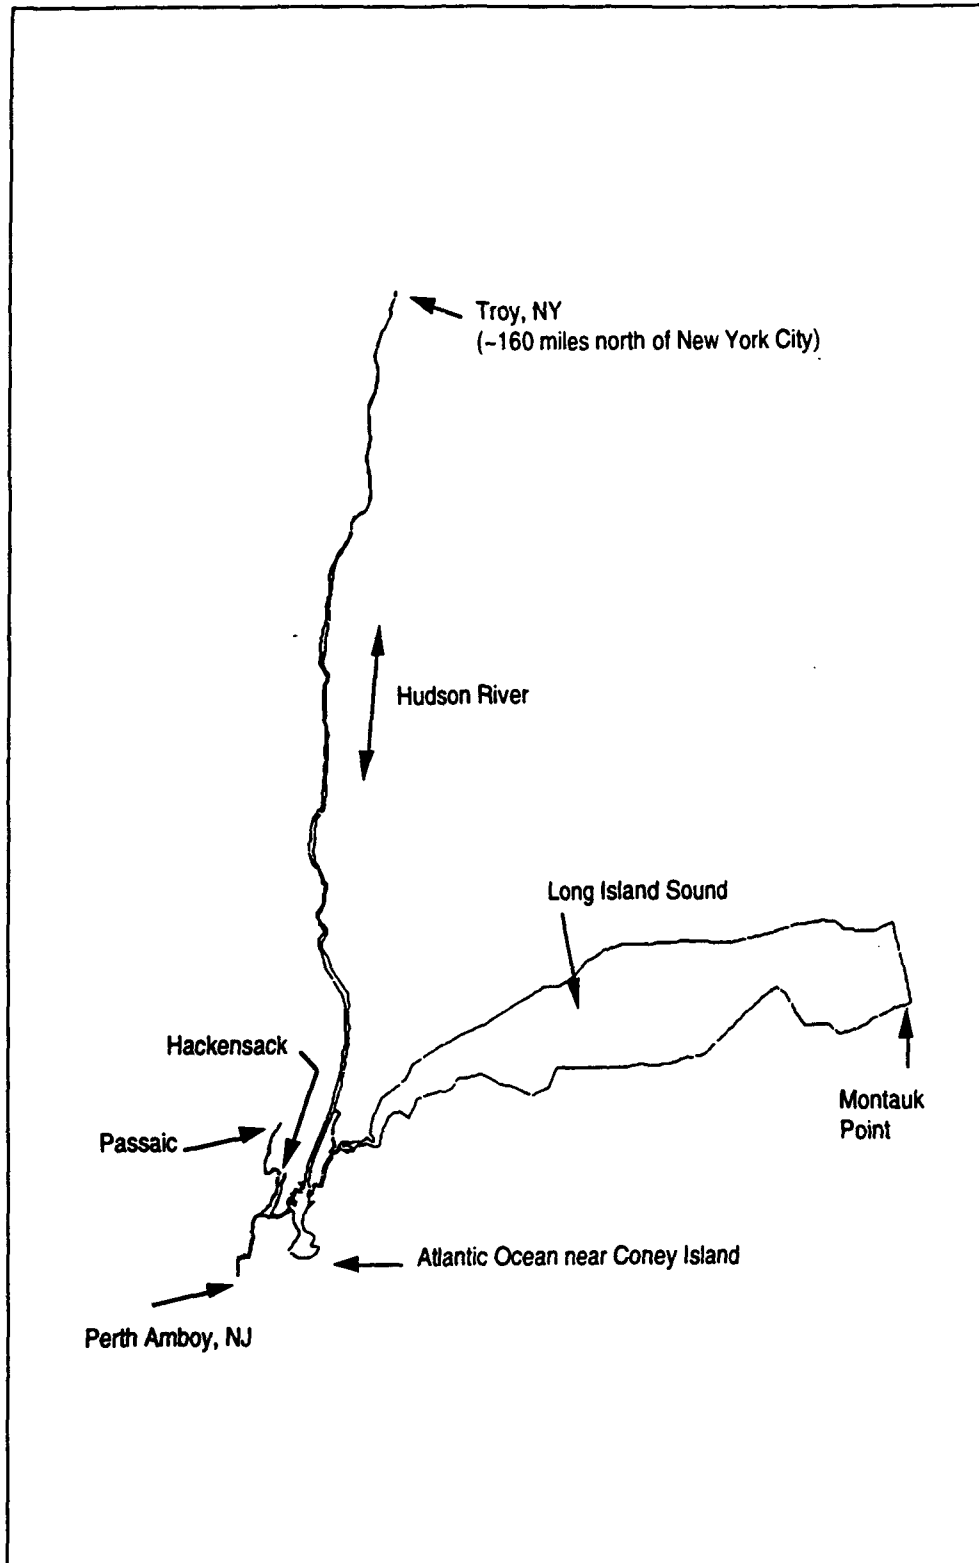 Troy, NY
(~160 miles north of New York City)
Hudson River
Long Island Sound
Hackensack
Montauk
Point
Passaic
Atlantic Ocean near Coney Island
Perth Amboy, NJ